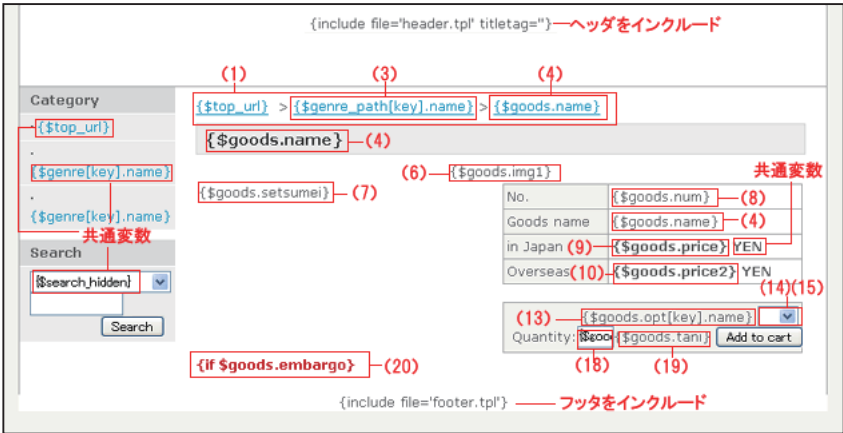 {include file='header.tpl' titletag=''} ヘッダをインクルード
(1) (3) (4)
Category
{$top_url} > {$genre_path[key].name} > {$goods.name}
. {$top_url}
{$goods.name} (4)
.
{$genre[key].name}
(6) {$goods.img1} 共通変数
{$goods.setsumei} (7)
.
{$genre[key].name}
共通変数
No. {$goods.num} (8)
Goods name {$goods.name} (4)
in Japan (9) {$goods.price} YEN
Overseas (10) {$goods.price2} YEN
Search
{$search_hidden}
Search
(14)(15)
(13) {$goods.opt[key].name}
Quantity: {$goods.tani} Add to cart
(18) (19)
{if $goods.embargo} (20)
{include file='footer.tpl'} フッタをインクルード